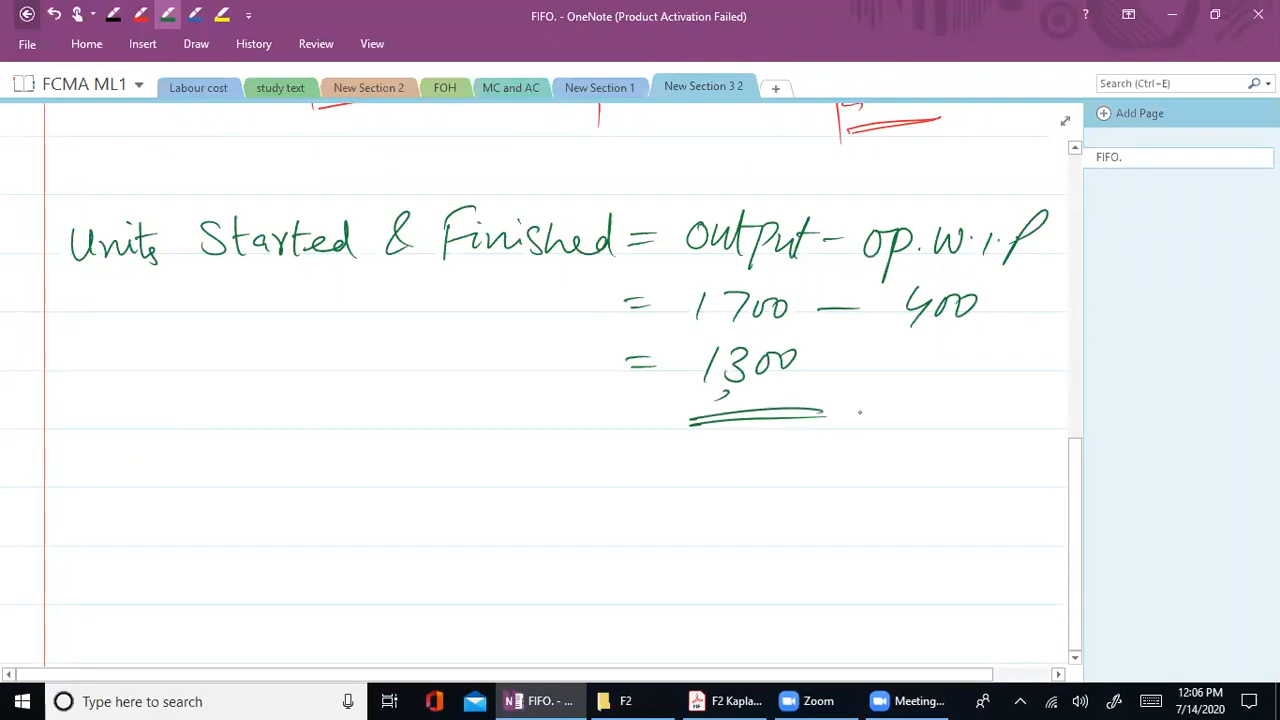 FIFO. - OneNote (Product Activation Failed)
?
File Home Insert Draw History Review View
FCMA ML1
Labour cost study text New Section 2 FOH MC and AC New Section 1 New Section 3 2
Search (Ctrl+E)
Add Page
FIFO.
Units Started & Finished = output - op. w.i.p
= 1700 - 400
= 1,300
Type here to search
FIFO. - ...
F2
F2 Kapla...
Zoom
Meeting...
12:06 PM
7/14/2020